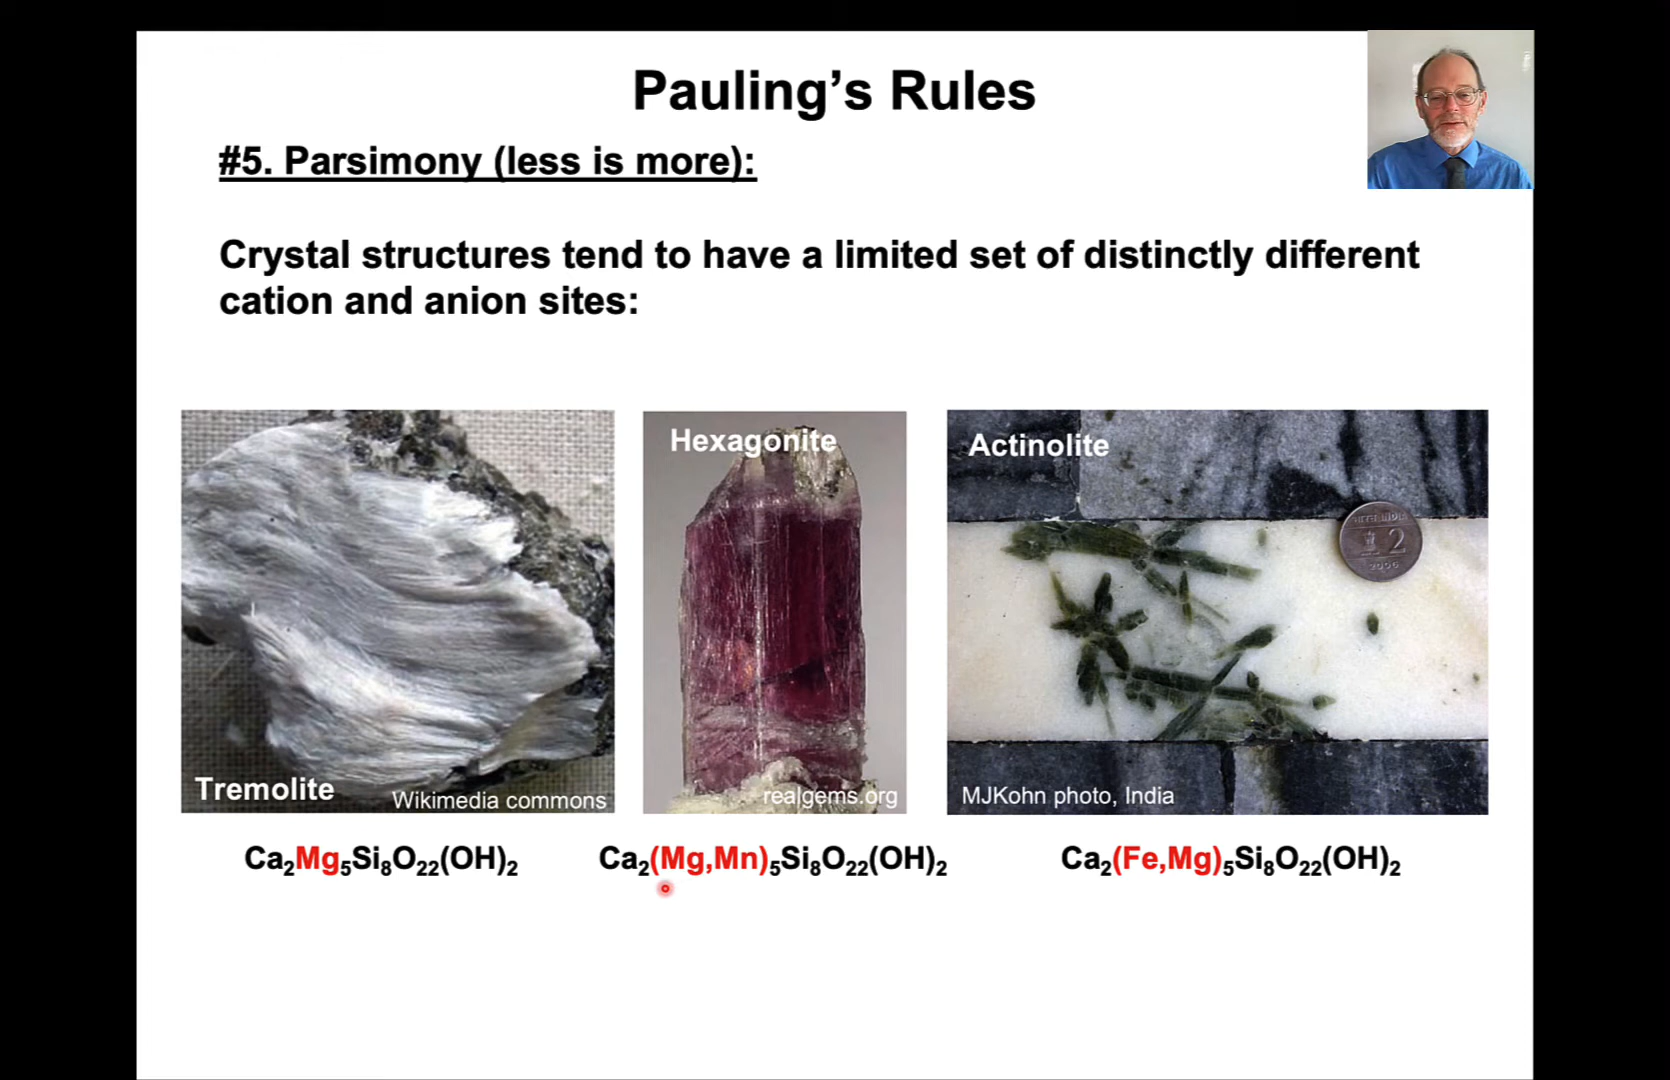 Pauling’s Rules
#5. Parsimony (less is more):
Crystal structures tend to have a limited set of distinctly different
cation and anion sites:
Tremolite
Wikimedia commons
Hexagonite
realgems.org
Actinolite
2
2006
MJKohn photo, India
Ca₂Mg₅Si₈O₂₂(OH)₂
Ca₂(Mg,Mn)₅Si₈O₂₂(OH)₂
Ca₂(Fe,Mg)₅Si₈O₂₂(OH)₂